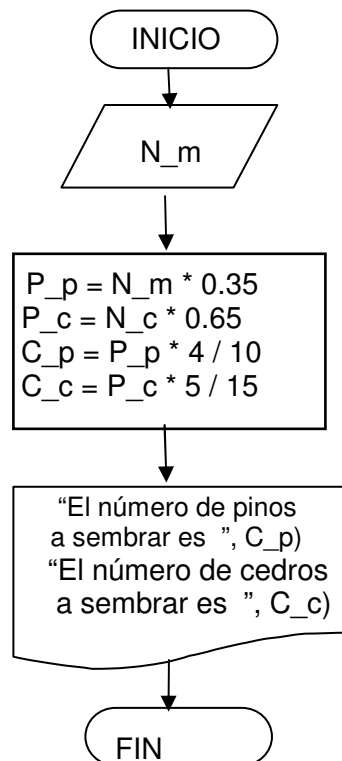 INICIO
N_m
P_p = N_m * 0.35
P_c = N_c * 0.65
C_p = P_p * 4 / 10
C_c = P_c * 5 / 15
“El número de pinos
a sembrar es ”, C_p)
“El número de cedros
a sembrar es ”, C_c)
FIN